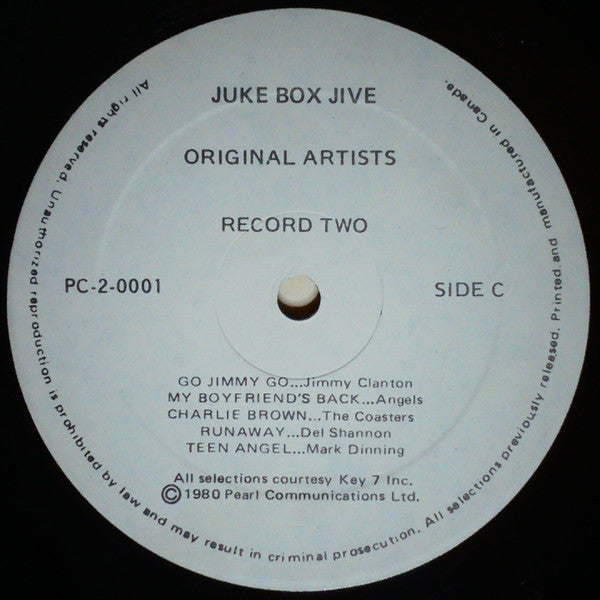 JUKE BOX JIVE
ORIGINAL ARTISTS
RECORD TWO
PC-2-0001
SIDE C
GO JIMMY GO...Jimmy Clanton
MY BOYFRIEND'S BACK...Angels
CHARLIE BROWN...The Coasters
RUNAWAY...Del Shannon
TEEN ANGEL...Mark Dinning
All selections courtesy Key 7 Inc.
©1980 Pearl Communications Ltd.
All rights reserved. Unauthorized reproduction is prohibited by law and may result in criminal prosecution. All selections previously released. Printed and manufactured in Canada.